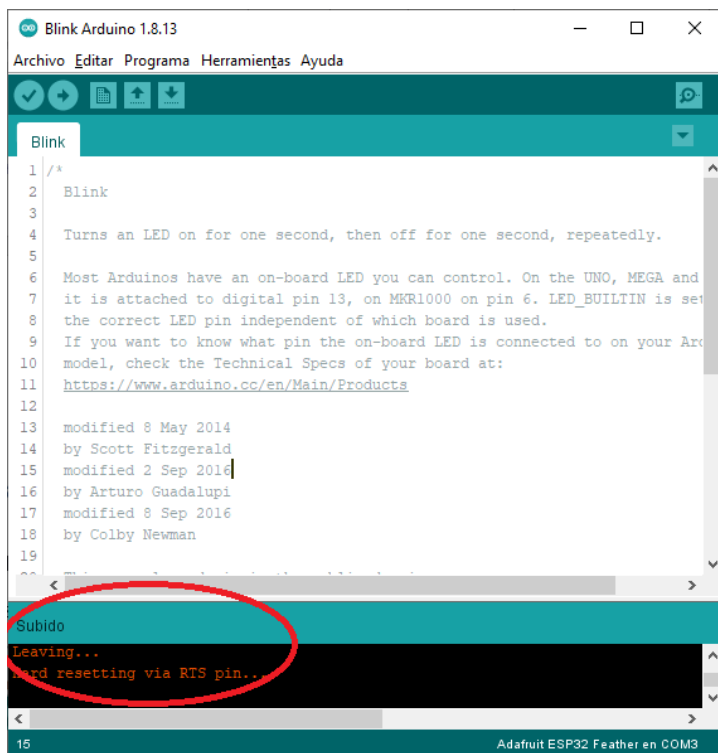 Blink Arduino 1.8.13
Archivo Editar Programa Herramientas Ayuda
Blink
1 /*
2 Blink
3
4 Turns an LED on for one second, then off for one second, repeatedly.
5
6 Most Arduinos have an on-board LED you can control. On the UNO, MEGA and
7 it is attached to digital pin 13, on MKR1000 on pin 6. LED_BUILTIN is set
8 the correct LED pin independent of which board is used.
9 If you want to know what pin the on-board LED is connected to on your Ard
10 model, check the Technical Specs of your board at:
11 https://www.arduino.cc/en/Main/Products
12
13 modified 8 May 2014
14 by Scott Fitzgerald
15 modified 2 Sep 2016
16 by Arturo Guadalupi
17 modified 8 Sep 2016
18 by Colby Newman
19
Subido
Leaving...
Hard resetting via RTS pin...
15 Adafruit ESP32 Feather en COM3